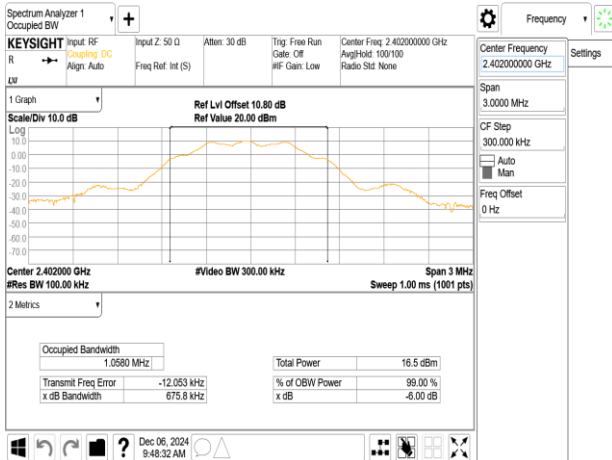 Spectrum Analyzer 1
Occupied BW
+
Frequency
KEYSIGHT
R
LXI
Input: RF
Coupling: DC
Align: Auto
Input Z: 50 Ω
Freq Ref: Int (S)
Atten: 30 dB
Trig: Free Run
Gate: Off
#IF Gain: Low
Center Freq: 2.402000000 GHz
Avg|Hold: 100/100
Radio Std: None
Center Frequency
2.402000000 GHz
Settings
Span
3.0000 MHz
CF Step
300.000 kHz
Auto
Man
Freq Offset
0 Hz
1 Graph
Scale/Div 10.0 dB
Ref Lvl Offset 10.80 dB
Ref Value 20.00 dBm
Log
10.0
0.00
-10.0
-20.0
-30.0
-40.0
-50.0
-60.0
-70.0
Center 2.402000 GHz
#Res BW 100.00 kHz
#Video BW 300.00 kHz
Span 3 MHz
Sweep 1.00 ms (1001 pts)
2 Metrics
Occupied Bandwidth
1.0580 MHz
Transmit Freq Error -12.053 kHz
x dB Bandwidth 675.8 kHz
Total Power 16.5 dBm
% of OBW Power 99.00 %
x dB -6.00 dB
?
Dec 06, 2024
9:48:32 AM